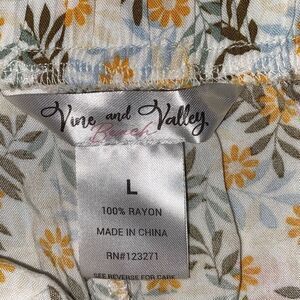 Vine and Valley
Beach
L
100% RAYON
MADE IN CHINA
RN#123271
SEE REVERSE FOR CARE